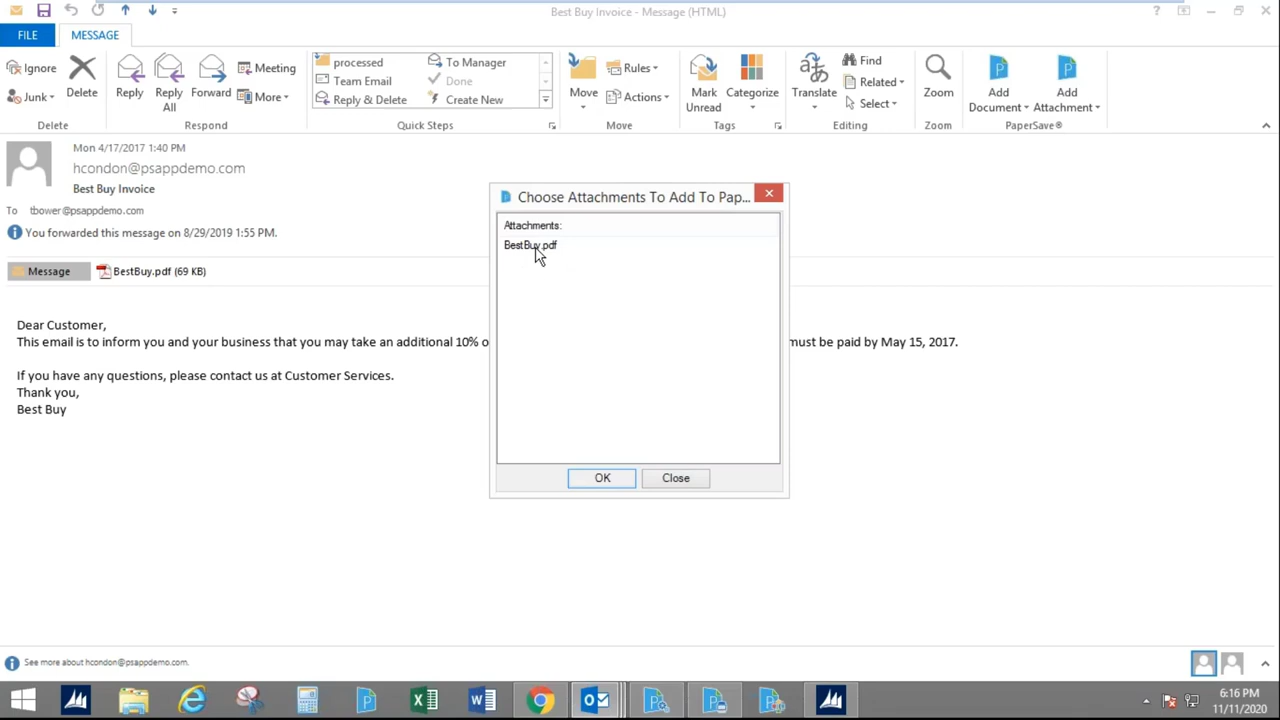 Best Buy Invoice - Message (HTML)
FILE
MESSAGE
Ignore
Junk
Delete
Reply
Reply All
Forward
Meeting
More
Delete
Respond
processed
Team Email
Reply & Delete
To Manager
Done
Create New
Quick Steps
Move
Rules
Actions
Move
Mark Unread
Categorize
Tags
Translate
Find
Related
Select
Editing
Zoom
Zoom
Add Document
Add Attachment
PaperSave®
Mon 4/17/2017 1:40 PM
hcondon@psappdemo.com
Best Buy Invoice
To tbower@psappdemo.com
You forwarded this message on 8/29/2019 1:55 PM.
Message
BestBuy.pdf (69 KB)
Dear Customer,
This email is to inform you and your business that you may take an additional 10% o
must be paid by May 15, 2017.
If you have any questions, please contact us at Customer Services.
Thank you,
Best Buy
Choose Attachments To Add To Pap...
Attachments:
BestBuy.pdf
OK
Close
See more about hcondon@psappdemo.com.
6:16 PM
11/11/2020